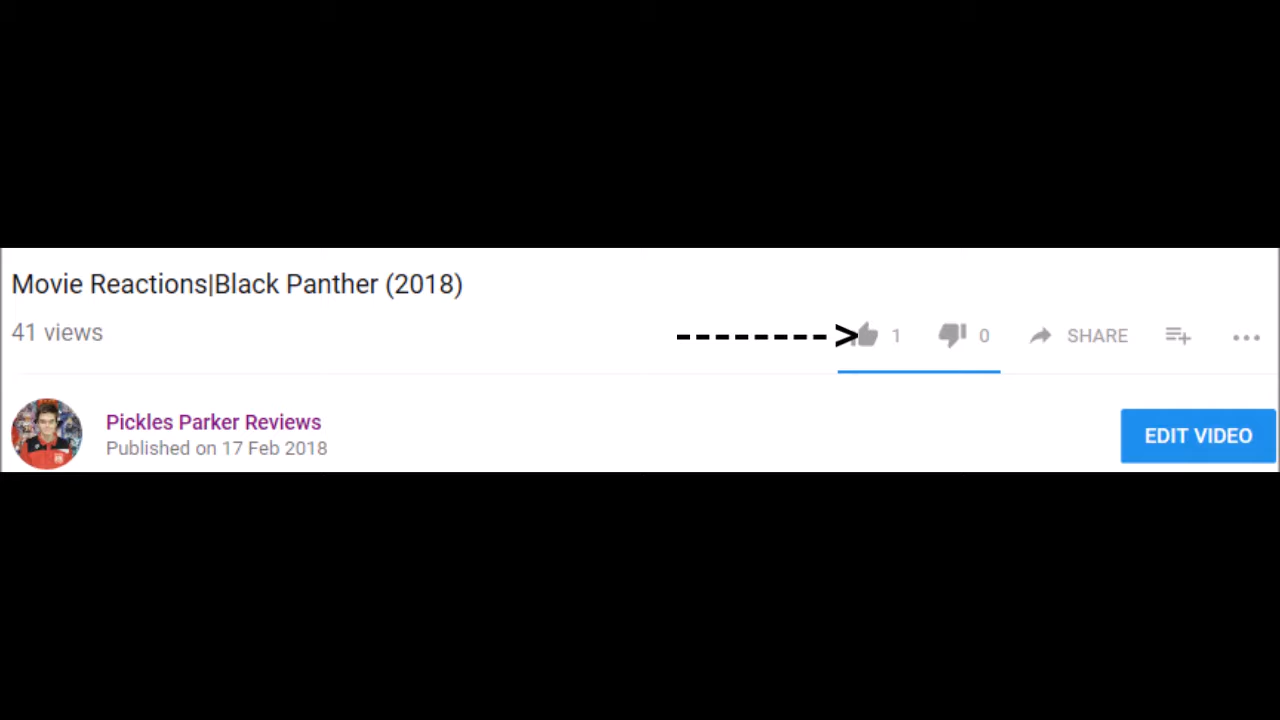 Movie Reactions|Black Panther (2018)
41 views
--------> 1 0 SHARE
Pickles Parker Reviews
Published on 17 Feb 2018
EDIT VIDEO